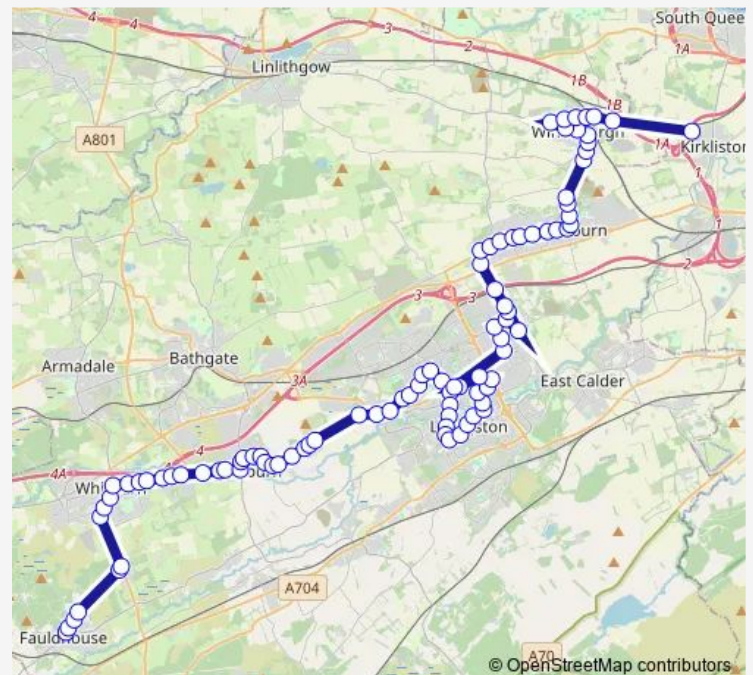 South Quee
4
4
3
2
1A
Linlithgow
1B
1B
A801
1A
Kirkliston
1
1
2
3
3
Armadale
Bathgate
3A
East Calder
4
4A
A704
Fauldhouse
A70
© OpenStreetMap contributors